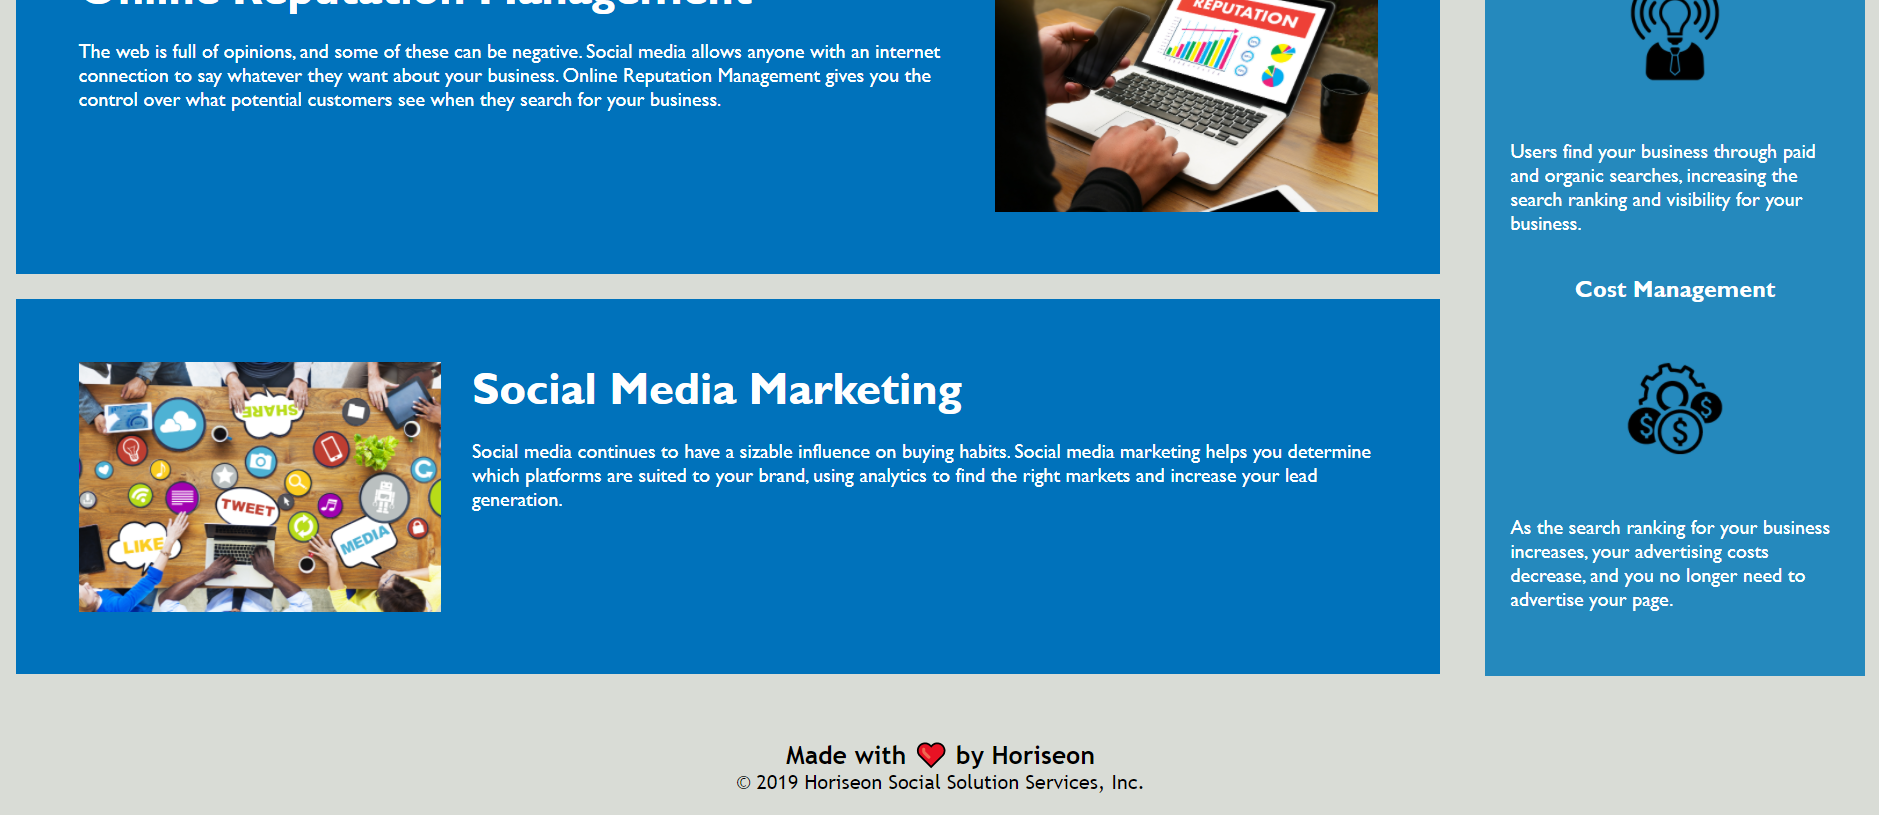 Online Reputation Management
The web is full of opinions, and some of these can be negative. Social media allows anyone with an internet
connection to say whatever they want about your business. Online Reputation Management gives you the
control over what potential customers see when they search for your business.
REPUTATION
Social Media Marketing
Social media continues to have a sizable influence on buying habits. Social media marketing helps you determine
which platforms are suited to your brand, using analytics to find the right markets and increase your lead
generation.
SHARE
TWEET
LIKE
MEDIA
Users find your business through paid
and organic searches, increasing the
search ranking and visibility for your
business.
Cost Management
$
$
$
As the search ranking for your business
increases, your advertising costs
decrease, and you no longer need to
advertise your page.
Made with ❤ by Horiseon
© 2019 Horiseon Social Solution Services, Inc.